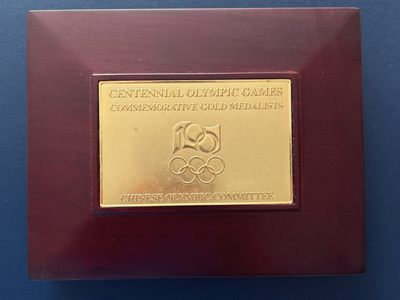 CENTENNIAL OLYMPIC GAMES
COMMEMORATIVE GOLD MEDALISTS
CHINESE OLYMPIC COMMITTEE